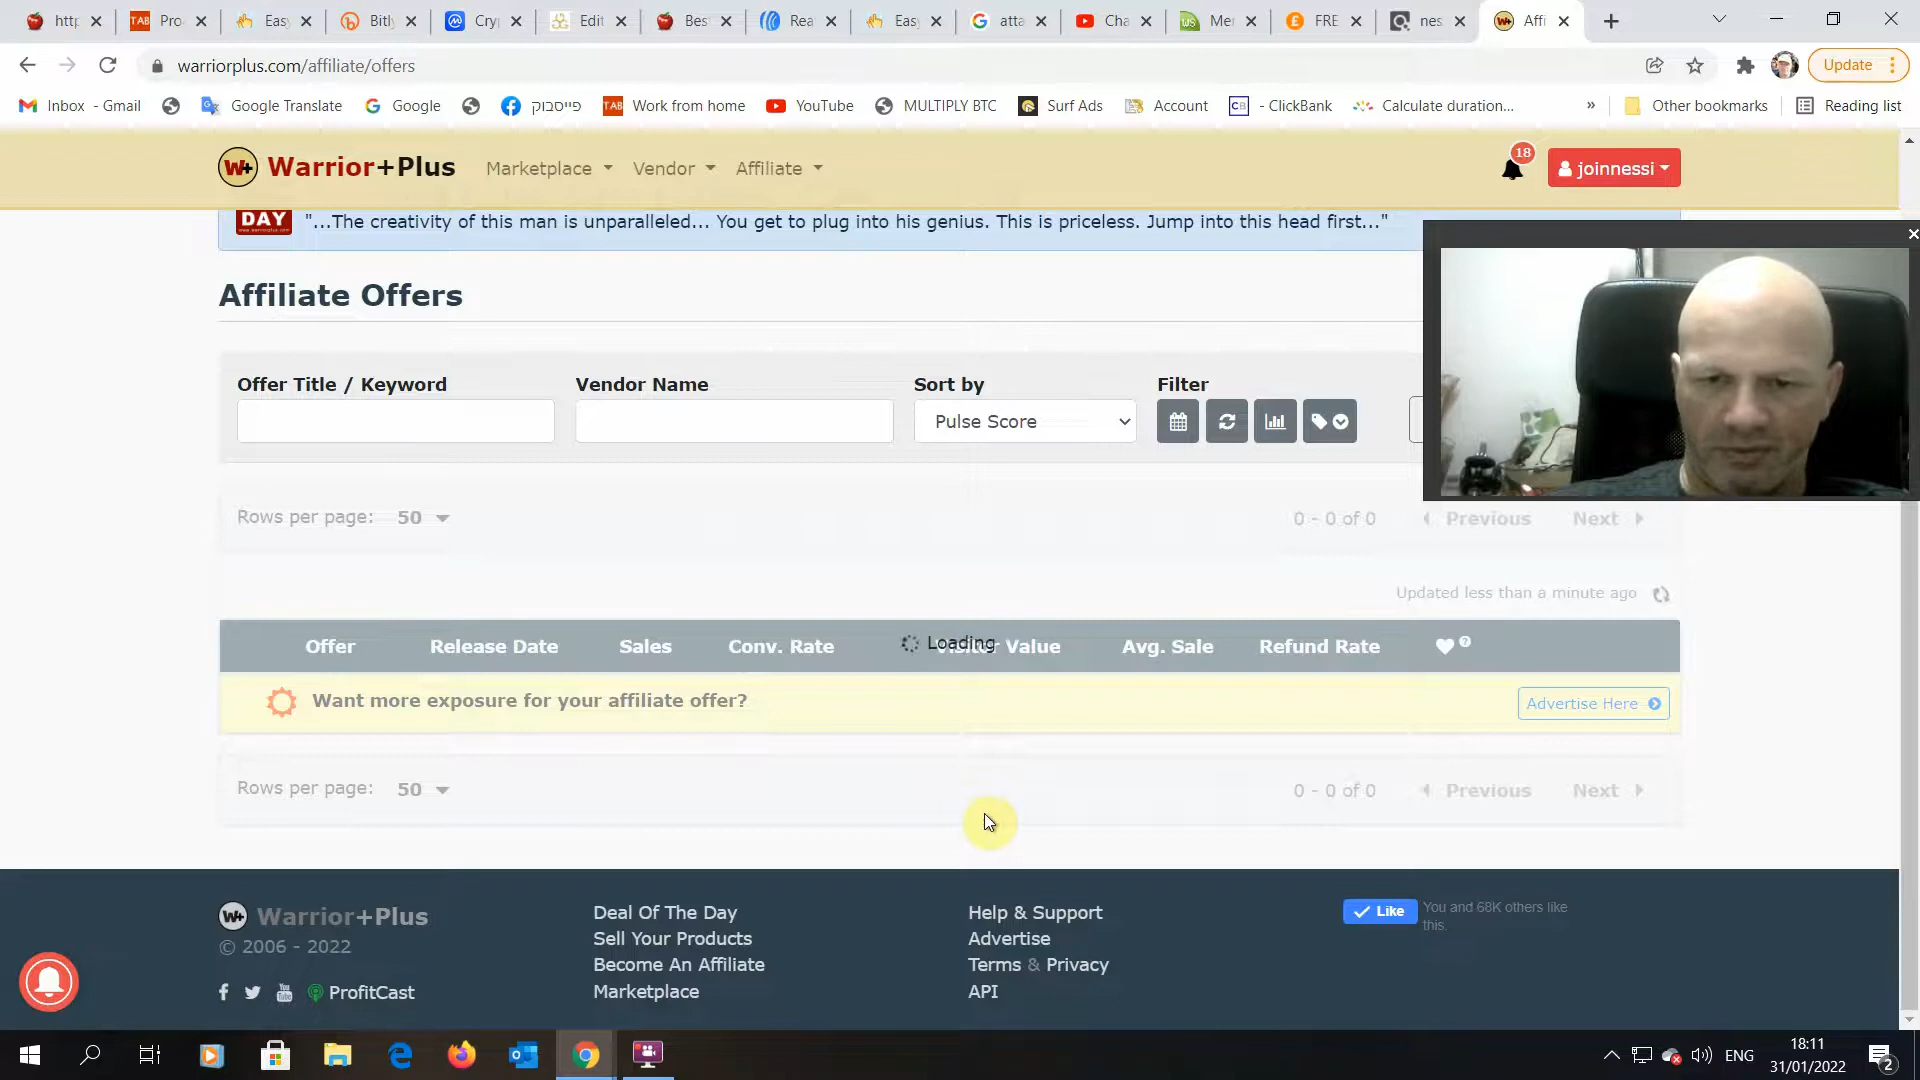 http
Pro
Easy
Bitly
Cry
Edit
Bes
Rea
Easy
atta
Cha
Me
FRE
nes
Affi
warriorplus.com/affiliate/offers
Update
Inbox - Gmail
Google Translate
Google
פייסבוק
Work from home
YouTube
MULTIPLY BTC
Surf Ads
Account
- ClickBank
Calculate duration...
»
Other bookmarks
Reading list
Warrior+Plus
Marketplace
Vendor
Affiliate
18
joinnessi
DAY
"...The creativity of this man is unparalleled... You get to plug into his genius. This is priceless. Jump into this head first..."
Affiliate Offers
Offer Title / Keyword
Vendor Name
Sort by
Filter
Pulse Score
Rows per page: 50
0 - 0 of 0
Previous
Next
Updated less than a minute ago
Offer
Release Date
Sales
Conv. Rate
Loading
Value
Avg. Sale
Refund Rate
Want more exposure for your affiliate offer?
Advertise Here
Rows per page: 50
0 - 0 of 0
Previous
Next
W+ Warrior+Plus
© 2006 - 2022
ProfitCast
Deal Of The Day
Sell Your Products
Become An Affiliate
Marketplace
Help & Support
Advertise
Terms & Privacy
API
Like
You and 68K others like
this.
ENG
18:11
31/01/2022
2